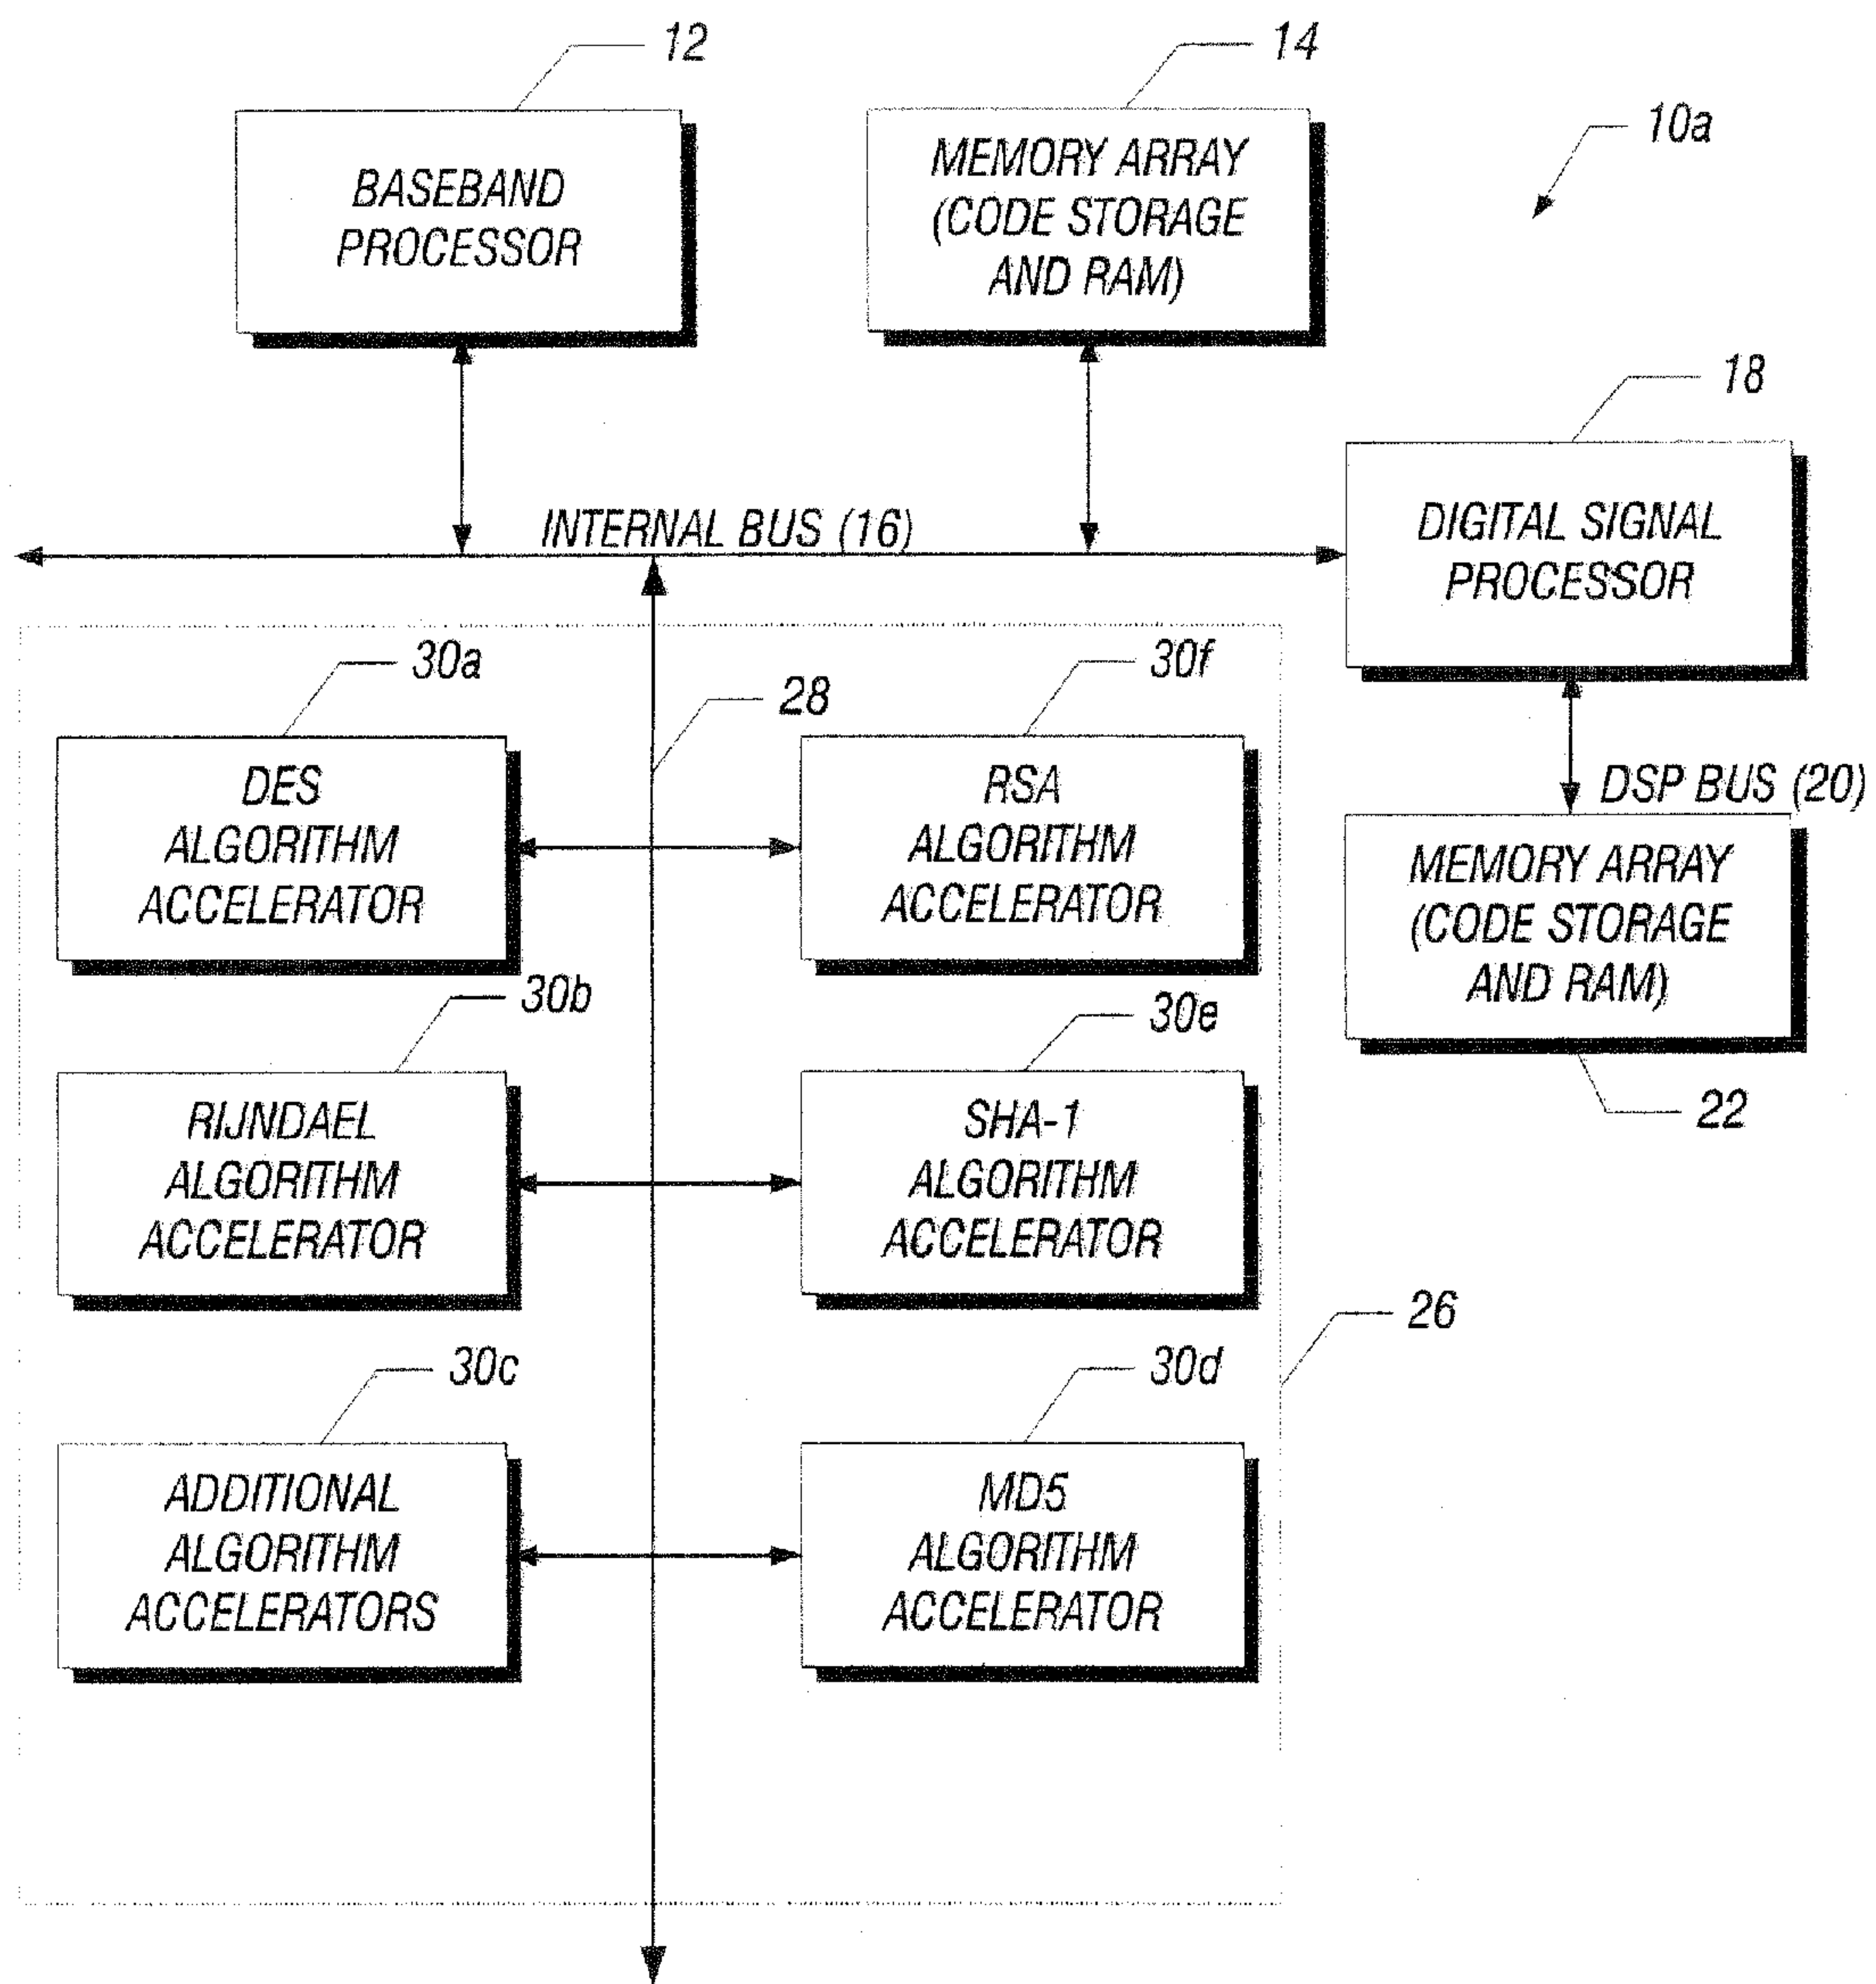 12
14
10a
BASEBAND
PROCESSOR
MEMORY ARRAY
(CODE STORAGE
AND RAM)
18
INTERNAL BUS (16)
DIGITAL SIGNAL
PROCESSOR
30a
30f
28
DES
ALGORITHM
ACCELERATOR
RSA
ALGORITHM
ACCELERATOR
DSP BUS (20)
MEMORY ARRAY
(CODE STORAGE
AND RAM)
22
30b
30e
RIJNDAEL
ALGORITHM
ACCELERATOR
SHA-1
ALGORITHM
ACCELERATOR
26
30c
30d
ADDITIONAL
ALGORITHM
ACCELERATORS
MD5
ALGORITHM
ACCELERATOR